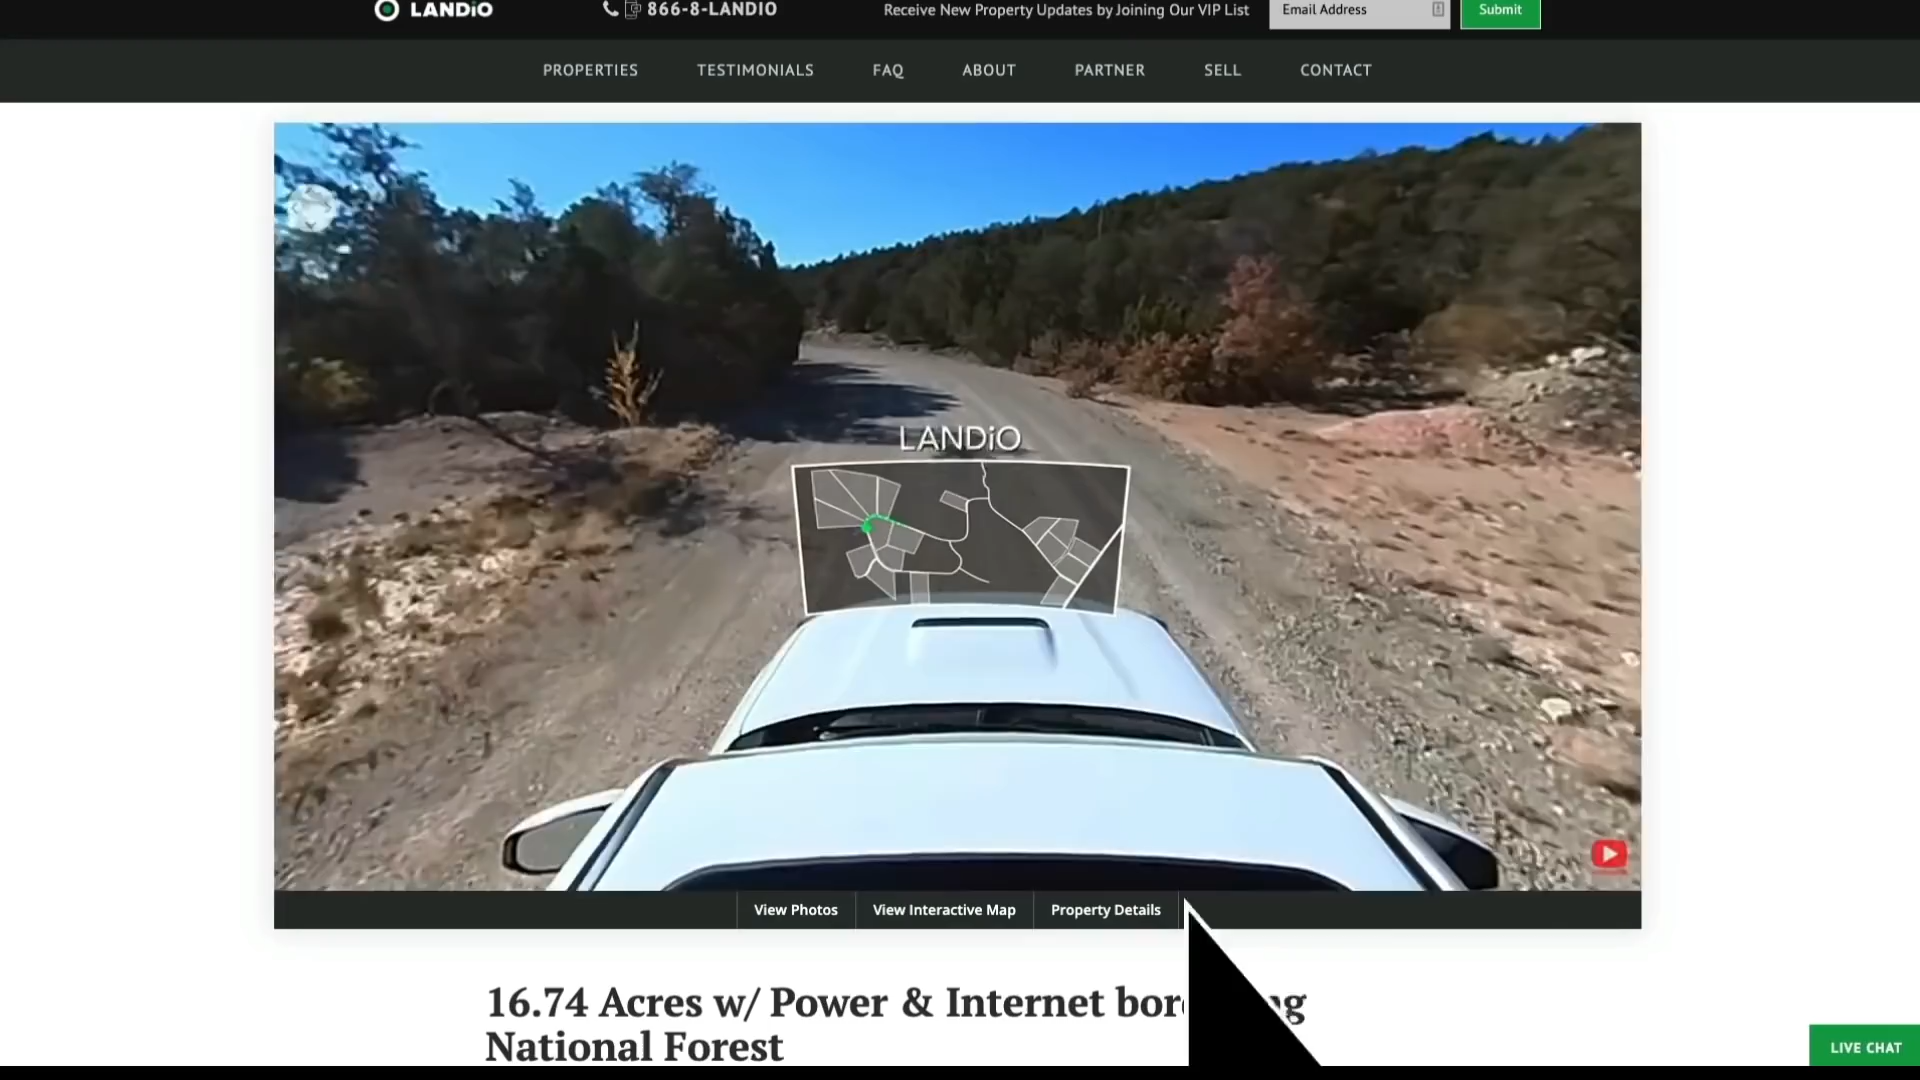 LANDiO
866-8-LANDIO
Receive New Property Updates by Joining Our VIP List
Email Address
Submit
PROPERTIES
TESTIMONIALS
FAQ
ABOUT
PARTNER
SELL
CONTACT
LANDiO
View Photos
View Interactive Map
Property Details
16.74 Acres w/ Power & Internet
National Forest
LIVE CHAT